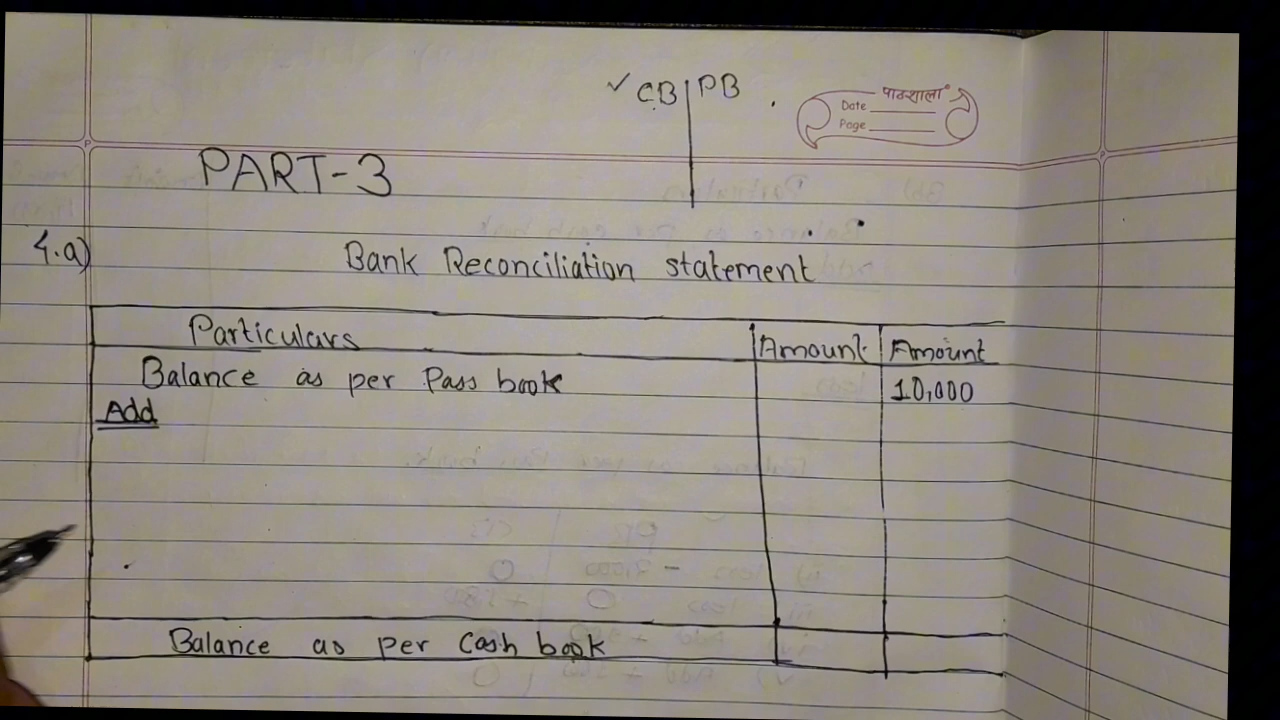 ✓ CB | PB
पाठशाला
Date
Page
PART-3
4.a)
Bank Reconciliation statement
Particulars Amount Amount
Balance as per Pass book 10,000
Add
Balance as per Cash book